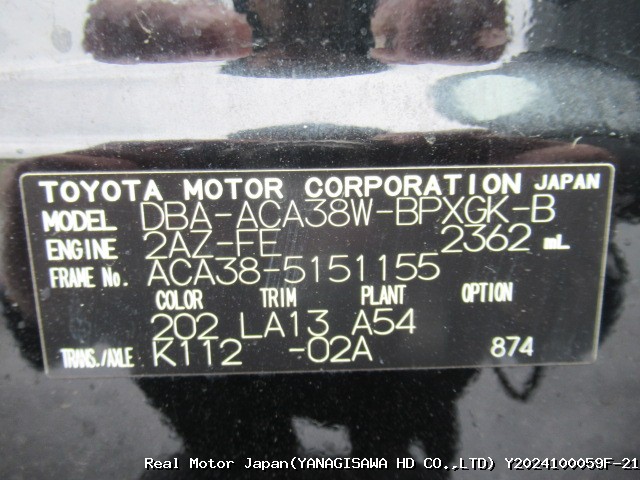 TOYOTA MOTOR CORPORATION JAPAN
MODEL DBA-ACA38W-BPXGK-B
ENGINE 2AZ-FE 2362 mL
FRAME No. ACA38-5151155
COLOR TRIM PLANT OPTION
202 LA13 A54
TRANS./AXLE K112 -02A 874
Real Motor Japan(YANAGISAWA HD CO.,LTD) Y2024100059F-21